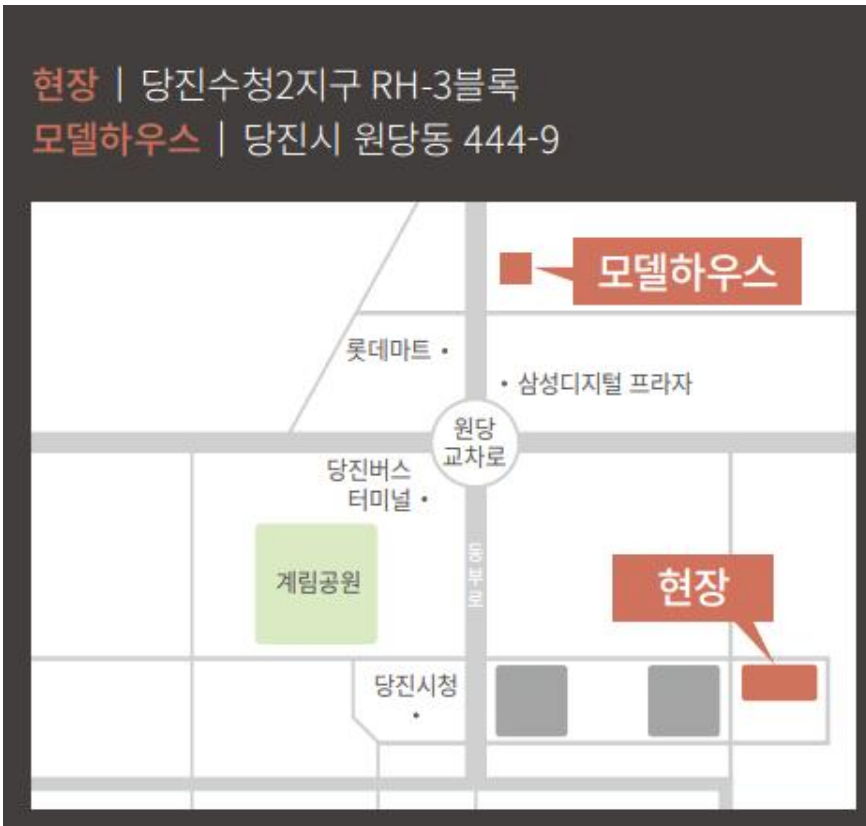 현장 | 당진수청2지구 RH-3블록
모델하우스 | 당진시 원당동 444-9
모델하우스
롯데마트
삼성디지털 프라자
원당
교차로
당진버스
터미널
동부로
계림공원
현장
당진시청